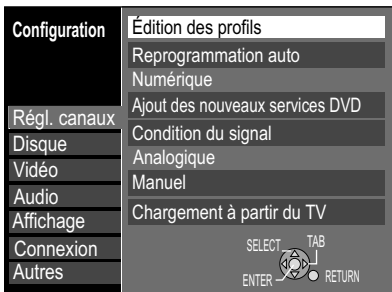 Configuration
Régl. canaux
Disque
Vidéo
Audio
Affichage
Connexion
Autres
Édition des profils
Reprogrammation auto
Numérique
Ajout des nouveaux services DVD
Condition du signal
Analogique
Manuel
Chargement à partir du TV
SELECT TAB
ENTER RETURN